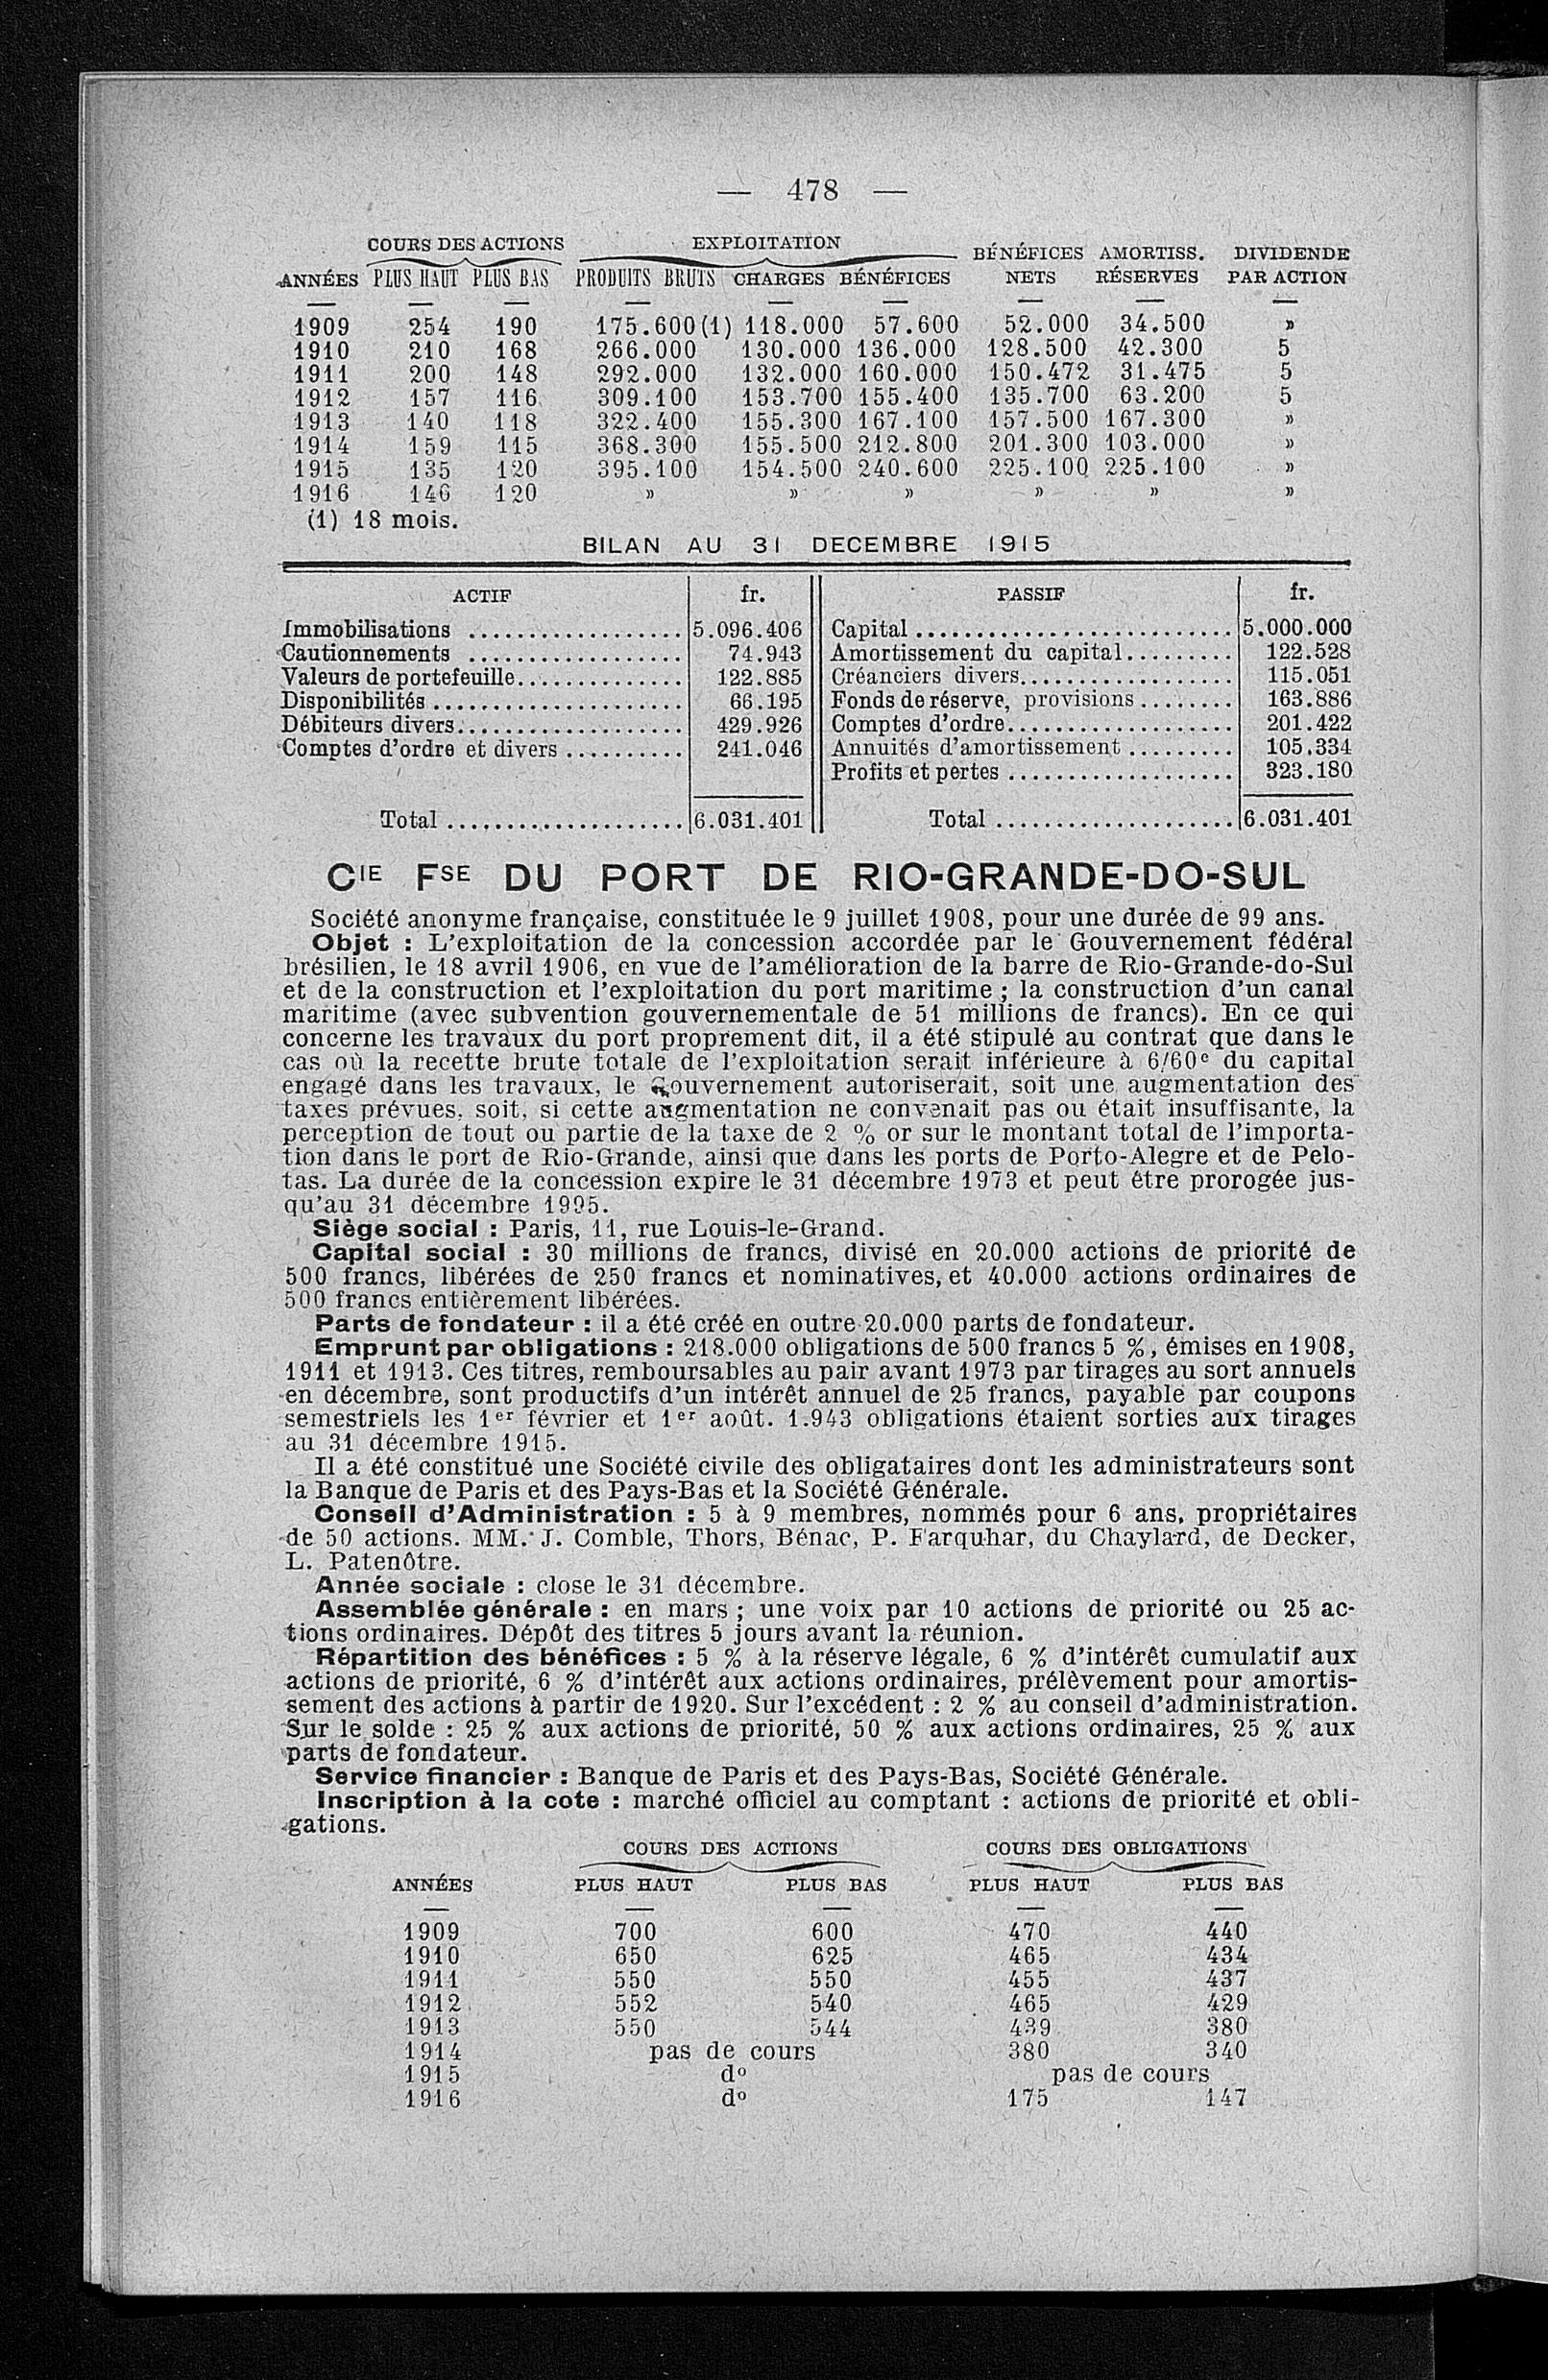 — 478 —
COURS DES ACTIONS EXPLOITATION BÉNÉFICES AMORTISS. DIVIDENDE
ANNÉES PLUS HAUT PLUS BAS PRODUITS BRUTS CHARGES BÉNÉFICES NETS RÉSERVES PAR ACTION
1909 254 190 175.600(1) 118.000 57.600 52.000 34.500 »
1910 210 168 266.000 130.000 136.000 128.500 42.300 5
1911 200 148 292.000 132.000 160.000 150.472 31.475 5
1912 157 116 309.100 153.700 155.400 135.700 63.200 5
1913 140 118 322.400 155.300 167.100 157.500 167.300 »
1914 159 115 368.300 155.500 212.800 201.300 103.000 »
1915 135 120 395.100 154.500 240.600 225.100 225.100 »
1916 146 120 » » » » » »
(1) 18 mois.
BILAN AU 31 DECEMBRE 1915
ACTIF fr. PASSIF fr.
Immobilisations .................. 5.096.406 Capital .......................... 5.000.000
Cautionnements .................. 74.943 Amortissement du capital......... 122.528
Valeurs de portefeuille.............. 122.885 Créanciers divers.................. 115.051
Disponibilités ..................... 66.195 Fonds de réserve, provisions ........ 163.886
Débiteurs divers................... 429.926 Comptes d'ordre................... 201.422
Comptes d'ordre et divers .......... 241.046 Annuités d'amortissement ......... 105.334
Profits et pertes ................... 323.180
Total .................... 6.031.401 Total .................... 6.031.401
CIE FSE DU PORT DE RIO-GRANDE-DO-SUL
Société anonyme française, constituée le 9 juillet 1908, pour une durée de 99 ans.
Objet : L'exploitation de la concession accordée par le Gouvernement fédéral
brésilien, le 18 avril 1906, en vue de l'amélioration de la barre de Rio-Grande-do-Sul
et de la construction et l'exploitation du port maritime ; la construction d'un canal
maritime (avec subvention gouvernementale de 51 millions de francs). En ce qui
concerne les travaux du port proprement dit, il a été stipulé au contrat que dans le
cas où la recette brute totale de l'exploitation serait inférieure à 6/60e du capital
engagé dans les travaux, le Gouvernement autoriserait, soit une augmentation des
taxes prévues, soit, si cette augmentation ne convenait pas ou était insuffisante, la
perception de tout ou partie de la taxe de 2 % or sur le montant total de l'importa-
tion dans le port de Rio-Grande, ainsi que dans les ports de Porto-Alegre et de Pelo-
tas. La durée de la concession expire le 31 décembre 1973 et peut être prorogée jus-
qu'au 31 décembre 1995.
Siège social : Paris, 11, rue Louis-le-Grand.
Capital social : 30 millions de francs, divisé en 20.000 actions de priorité de
500 francs, libérées de 250 francs et nominatives, et 40.000 actions ordinaires de
500 francs entièrement libérées.
Parts de fondateur : il a été créé en outre 20.000 parts de fondateur.
Emprunt par obligations : 218.000 obligations de 500 francs 5 %, émises en 1908,
1911 et 1913. Ces titres, remboursables au pair avant 1973 par tirages au sort annuels
en décembre, sont productifs d'un intérêt annuel de 25 francs, payable par coupons
semestriels les 1er février et 1er août. 1.943 obligations étaient sorties aux tirages
au 31 décembre 1915.
Il a été constitué une Société civile des obligataires dont les administrateurs sont
la Banque de Paris et des Pays-Bas et la Société Générale.
Conseil d'Administration : 5 à 9 membres, nommés pour 6 ans, propriétaires
de 50 actions. MM. J. Comble, Thors, Bénac, P. Farquhar, du Chaylard, de Decker,
L. Patenôtre.
Année sociale : close le 31 décembre.
Assemblée générale : en mars ; une voix par 10 actions de priorité ou 25 ac-
tions ordinaires. Dépôt des titres 5 jours avant la réunion.
Répartition des bénéfices : 5 % à la réserve légale, 6 % d'intérêt cumulatif aux
actions de priorité, 6 % d'intérêt aux actions ordinaires, prélèvement pour amortis-
sement des actions à partir de 1920. Sur l'excédent : 2 % au conseil d'administration.
Sur le solde : 25 % aux actions de priorité, 50 % aux actions ordinaires, 25 % aux
parts de fondateur.
Service financier : Banque de Paris et des Pays-Bas, Société Générale.
Inscription à la cote : marché officiel au comptant : actions de priorité et obli-
gations.
COURS DES ACTIONS COURS DES OBLIGATIONS
ANNÉES PLUS HAUT PLUS BAS PLUS HAUT PLUS BAS
1909 700 600 470 440
1910 650 625 465 434
1911 550 550 455 437
1912 552 540 465 429
1913 550 544 439 380
1914 pas de cours 380 340
1915 do pas de cours
1916 do 175 147